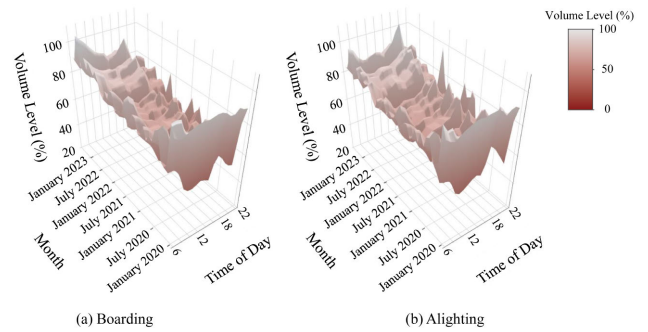 Volume Level (%)
100
50
0
100
80
60
40
20
Volume Level (%)
January 2023
July 2022
January 2022
July 2021
January 2021
July 2020
January 2020
Month
6
12
18
22
Time of Day
(a) Boarding
100
80
60
40
20
Volume Level (%)
January 2023
July 2022
January 2022
July 2021
January 2021
July 2020
January 2020
Month
6
12
18
22
Time of Day
(b) Alighting